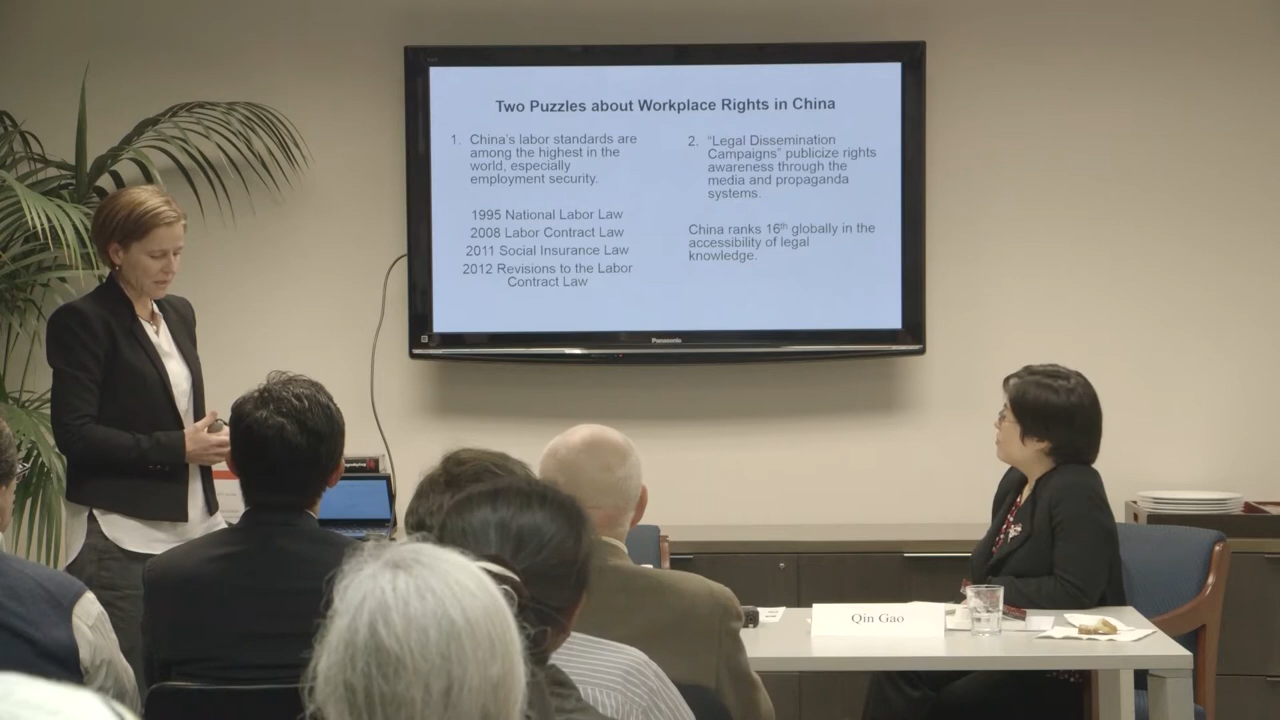 Two Puzzles about Workplace Rights in China
1. China's labor standards are
among the highest in the
world, especially
employment security.
1995 National Labor Law
2008 Labor Contract Law
2011 Social Insurance Law
2012 Revisions to the Labor
Contract Law
2. “Legal Dissemination
Campaigns” publicize rights
awareness through the
media and propaganda
systems.
China ranks 16th globally in the
accessibility of legal
knowledge.
Panasonic
Qin Gao